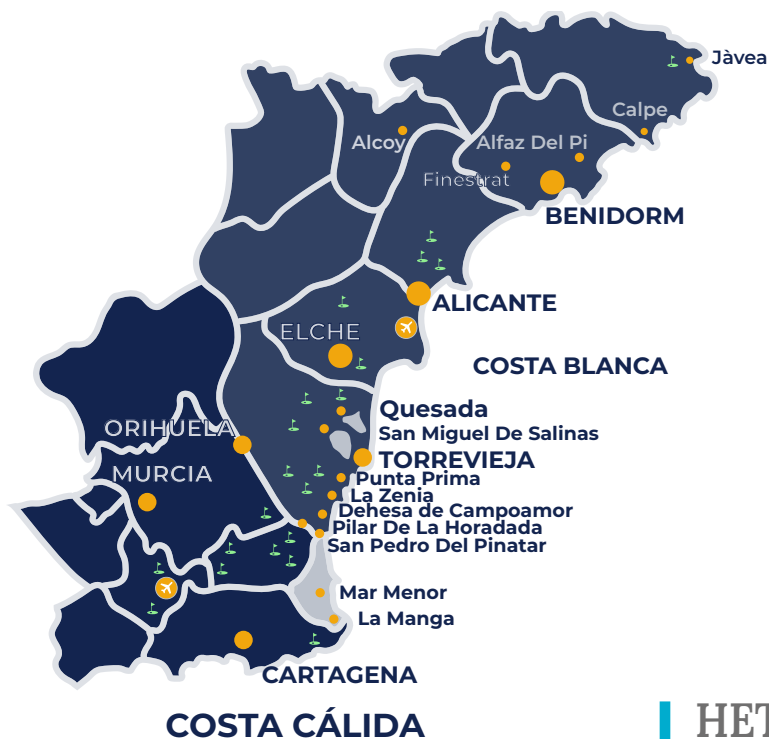 Jàvea
Calpe
Alcoy
Alfaz Del Pi
Finestrat
BENIDORM
ALICANTE
ELCHE
COSTA BLANCA
Quesada
ORIHUELA
San Miguel De Salinas
TORREVIEJA
MURCIA
Punta Prima
La Zenia
Dehesa de Campoamor
Pilar De La Horadada
San Pedro Del Pinatar
Mar Menor
La Manga
CARTAGENA
COSTA CÁLIDA
HET